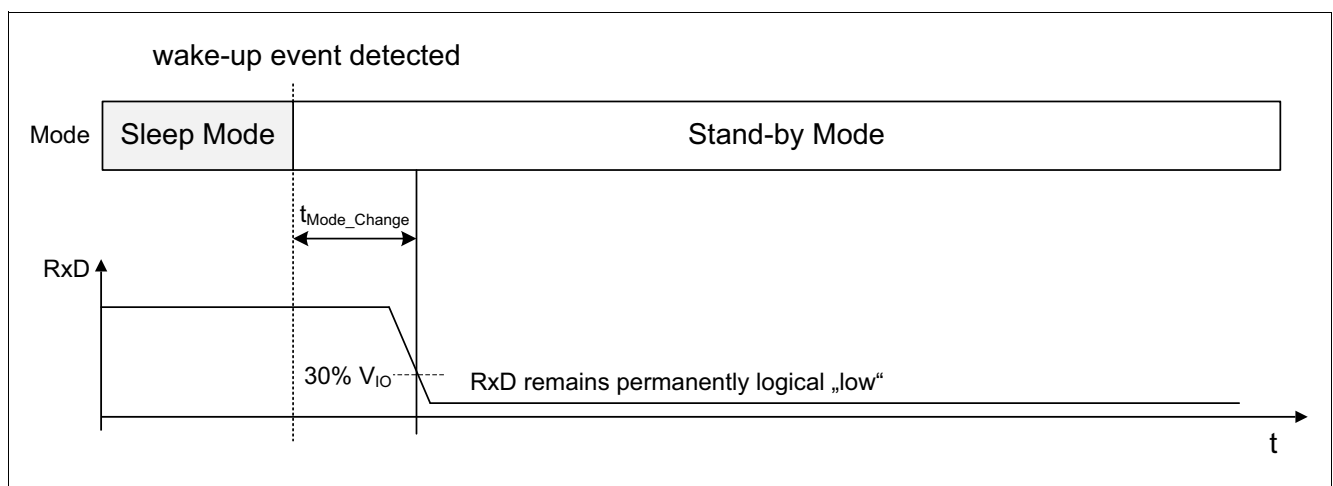 wake-up event detected
Mode
Sleep Mode
Stand-by Mode
tMode_Change
RxD
30% VIO
RxD remains permanently logical „low“
t